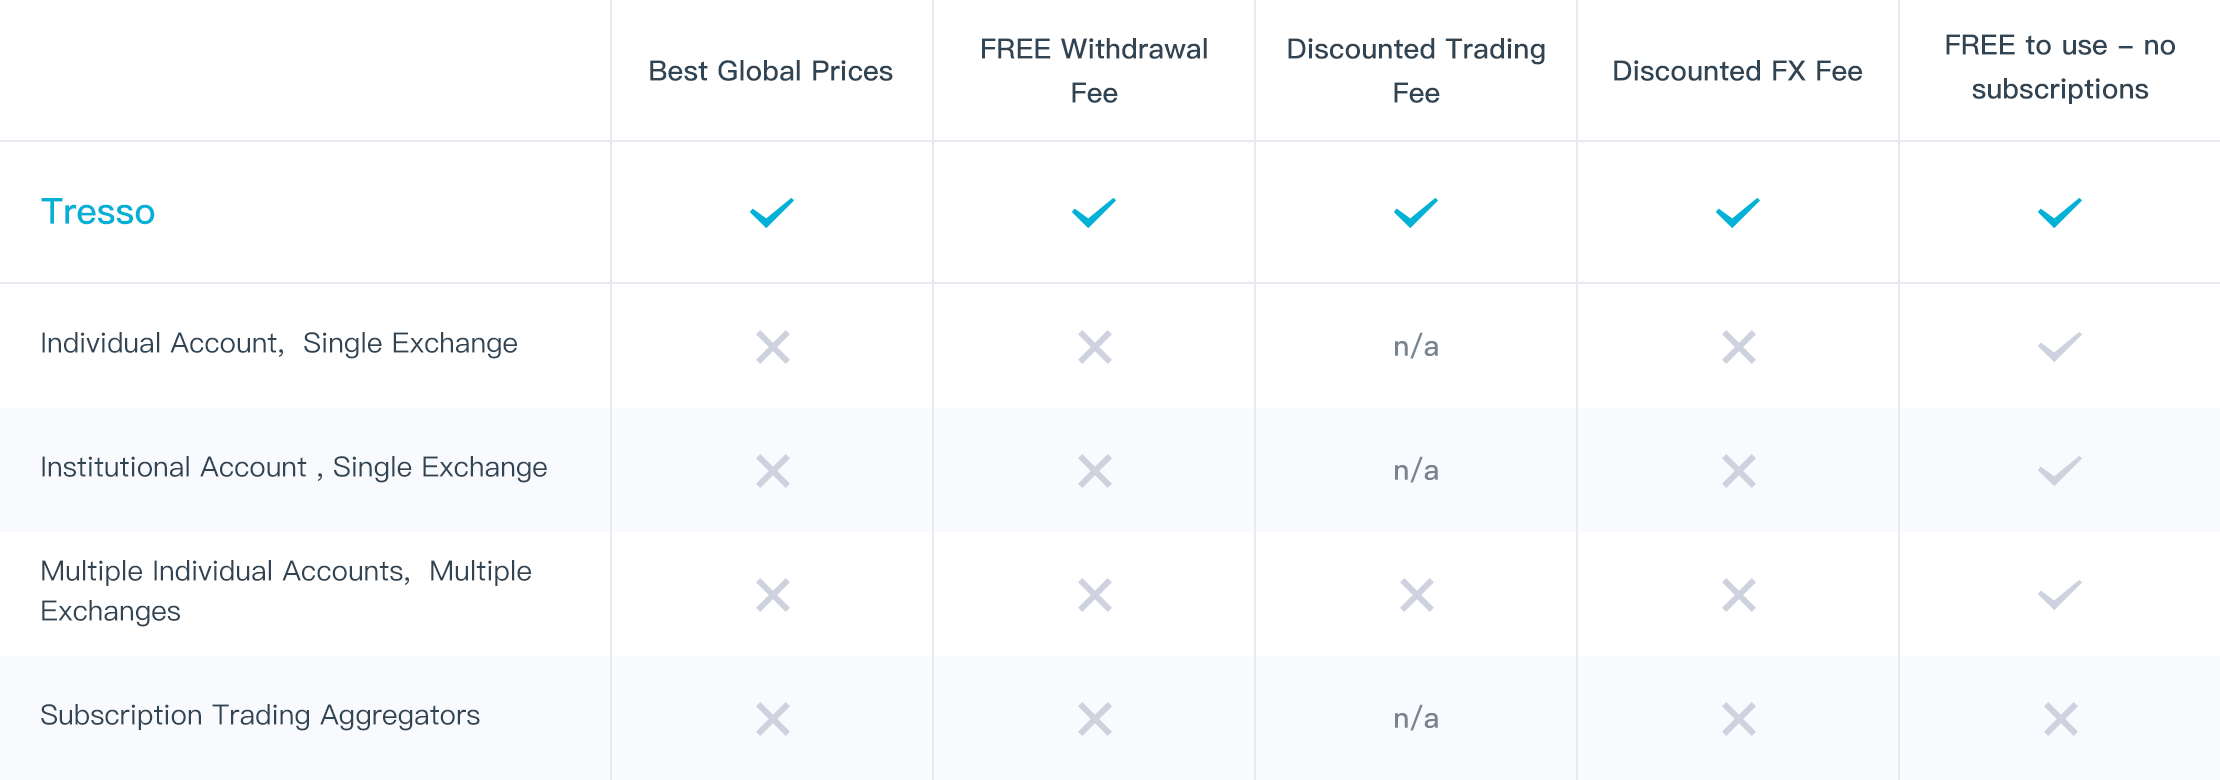 Best Global Prices
FREE Withdrawal
Fee
Discounted Trading
Fee
Discounted FX Fee
FREE to use – no
subscriptions
Tresso
Individual Account,  Single Exchange
n/a
Institutional Account , Single Exchange
n/a
Multiple Individual Accounts,  Multiple
Exchanges
Subscription Trading Aggregators
n/a